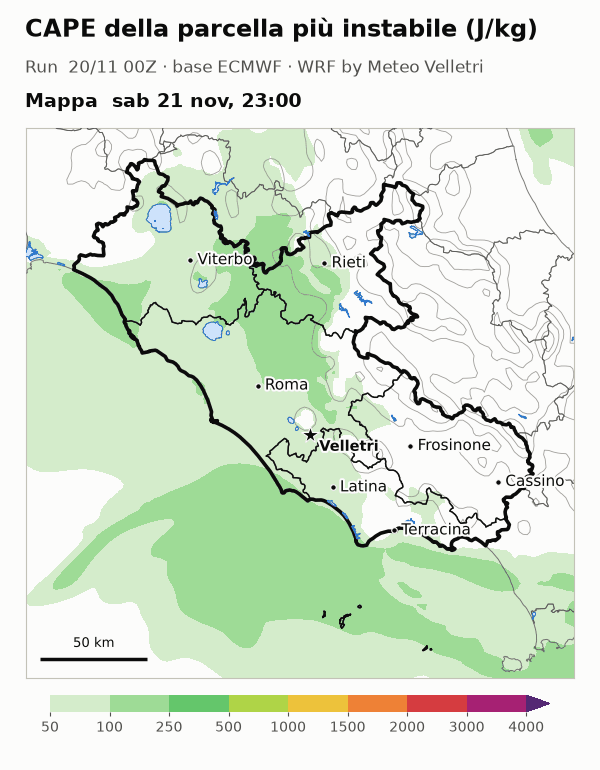 CAPE della parcella più instabile (J/kg)
Run  20/11 00Z · base ECMWF · WRF by Meteo Velletri
Mappa  sab 21 nov, 23:00
Viterbo
Rieti
Roma
Velletri
Frosinone
Latina
Cassino
Terracina
50 km
50 100 250 500 1000 1500 2000 3000 4000